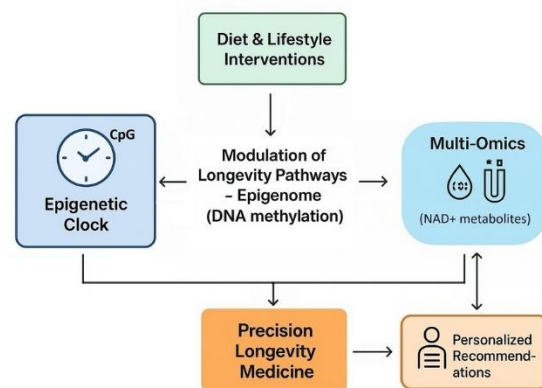 Diet & Lifestyle
Interventions
CpG
Epigenetic
Clock
Modulation of
Longevity Pathways
– Epigenome
(DNA methylation)
Multi-Omics
(NAD+ metabolites)
Precision
Longevity
Medicine
Personalized
Recommend-
ations